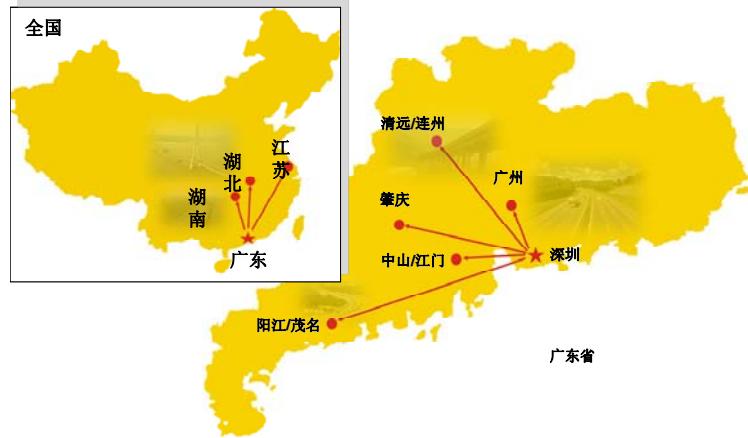 全国
江
苏
湖
北
湖
南
广东
清远/连州
广州
肇庆
中山/江门
深圳
阳江/茂名
广东省